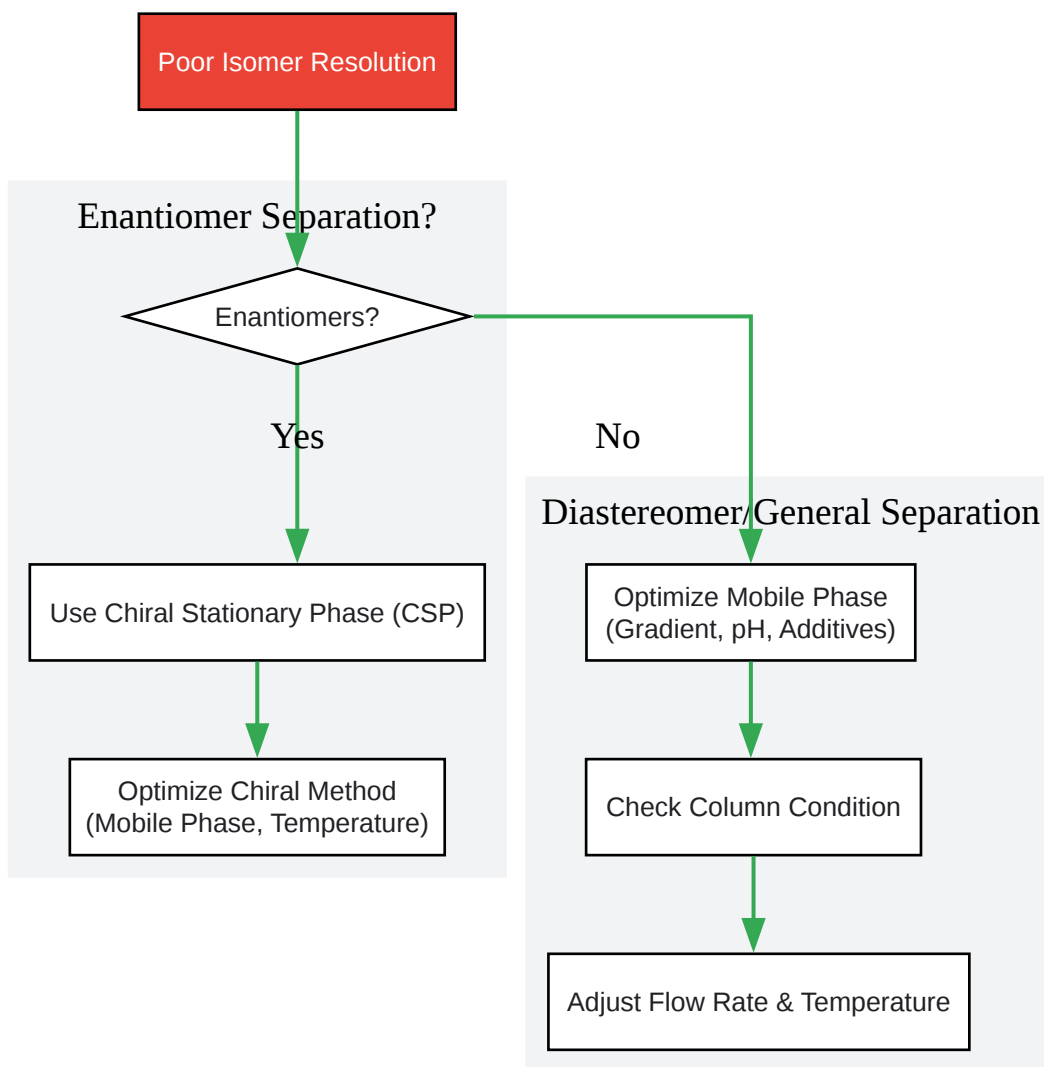 Poor Isomer Resolution
Enantiomer Separation?
Enantiomers?
Yes
No
Use Chiral Stationary Phase (CSP)
Optimize Chiral Method
(Mobile Phase, Temperature)
Diastereomer/General Separation
Optimize Mobile Phase
(Gradient, pH, Additives)
Check Column Condition
Adjust Flow Rate & Temperature